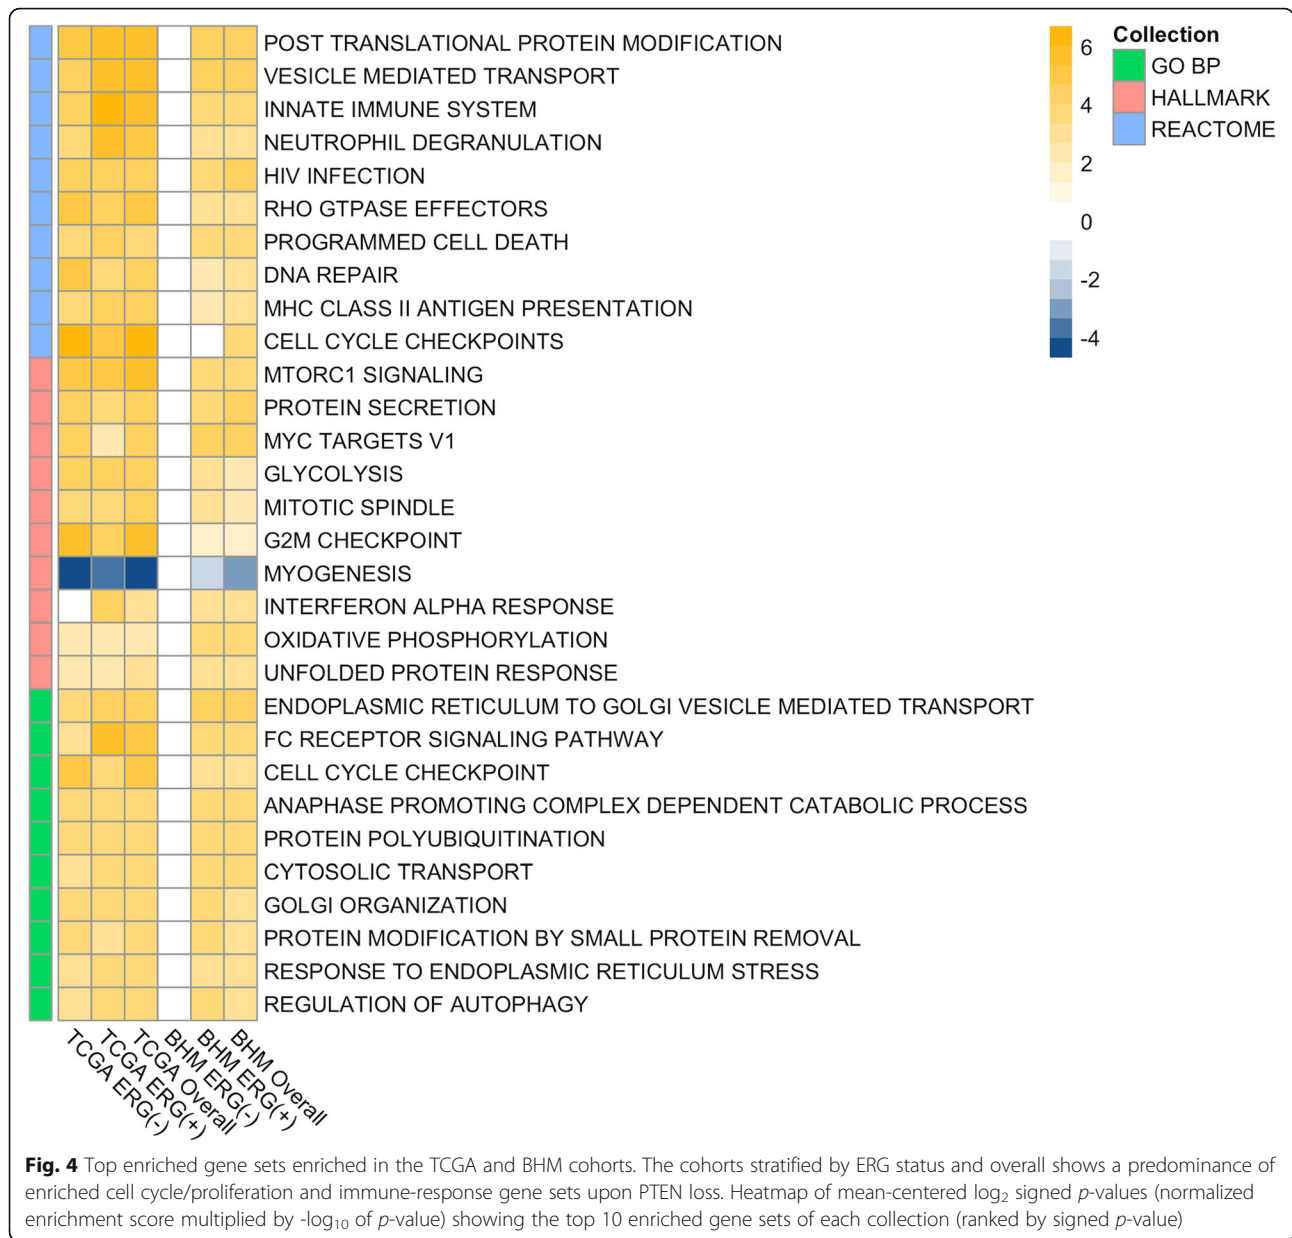 POST TRANSLATIONAL PROTEIN MODIFICATION
VESICLE MEDIATED TRANSPORT
INNATE IMMUNE SYSTEM
NEUTROPHIL DEGRANULATION
HIV INFECTION
RHO GTPASE EFFECTORS
PROGRAMMED CELL DEATH
DNA REPAIR
MHC CLASS II ANTIGEN PRESENTATION
CELL CYCLE CHECKPOINTS
MTORC1 SIGNALING
PROTEIN SECRETION
MYC TARGETS V1
GLYCOLYSIS
MITOTIC SPINDLE
G2M CHECKPOINT
MYOGENESIS
INTERFERON ALPHA RESPONSE
OXIDATIVE PHOSPHORYLATION
UNFOLDED PROTEIN RESPONSE
ENDOPLASMIC RETICULUM TO GOLGI VESICLE MEDIATED TRANSPORT
FC RECEPTOR SIGNALING PATHWAY
CELL CYCLE CHECKPOINT
ANAPHASE PROMOTING COMPLEX DEPENDENT CATABOLIC PROCESS
PROTEIN POLYUBIQUITINATION
CYTOSOLIC TRANSPORT
GOLGI ORGANIZATION
PROTEIN MODIFICATION BY SMALL PROTEIN REMOVAL
RESPONSE TO ENDOPLASMIC RETICULUM STRESS
REGULATION OF AUTOPHAGY
6
4
2
0
-2
-4
Collection
GO BP
HALLMARK
REACTOME
TCGA ERG(-)
TCGA ERG(+)
TCGA Overall
BHM ERG(-)
BHM ERG(+)
BHM Overall
Fig. 4 Top enriched gene sets enriched in the TCGA and BHM cohorts. The cohorts stratified by ERG status and overall shows a predominance of
enriched cell cycle/proliferation and immune-response gene sets upon PTEN loss. Heatmap of mean-centered log₂ signed p-values (normalized
enrichment score multiplied by -log₁₀ of p-value) showing the top 10 enriched gene sets of each collection (ranked by signed p-value)